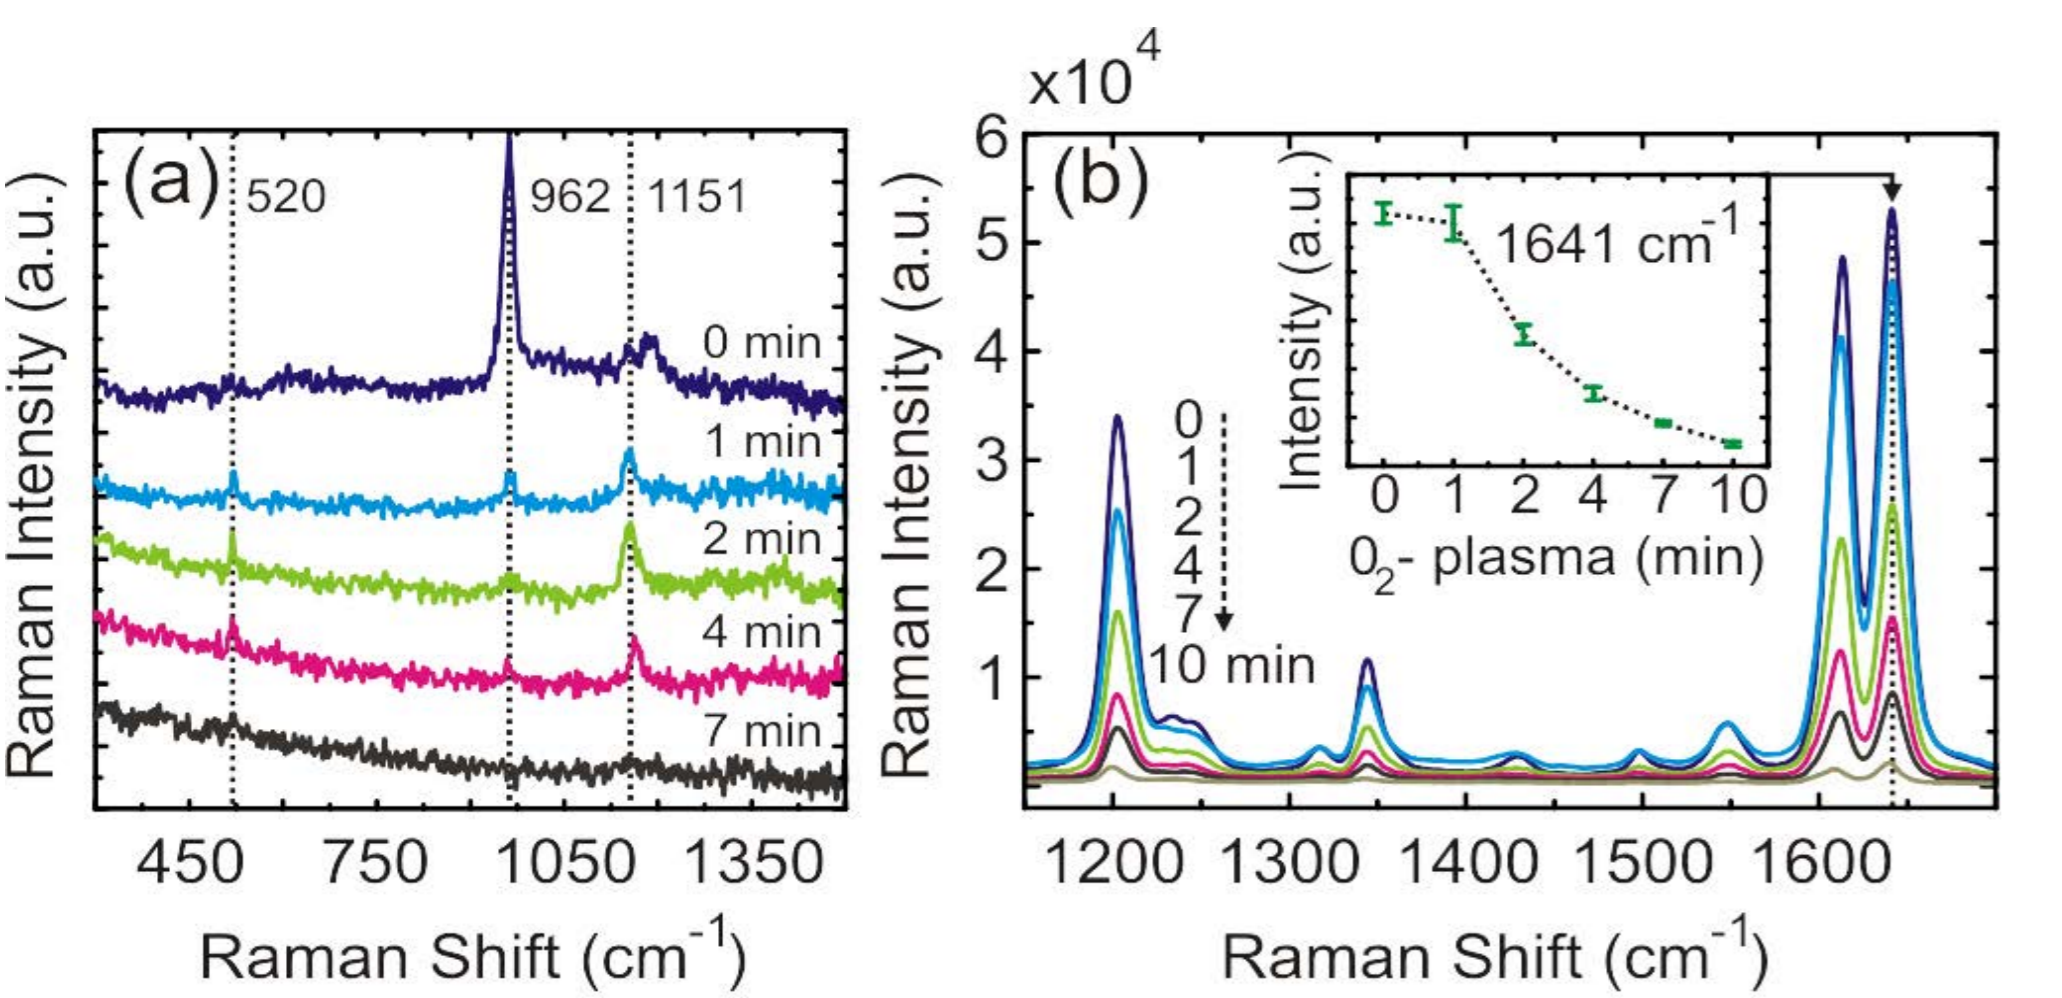 (a)
520
962
1151
0 min
1 min
2 min
4 min
7 min
Raman Intensity (a.u.)
450 750 1050 1350
Raman Shift (cm⁻¹)
x10⁴
(b)
6
5
4
3
2
1
Raman Intensity (a.u.)
0
1
2
4
7
10 min
Intensity (a.u.)
1641 cm⁻¹
0 1 2 4 7 10
0₂- plasma (min)
1200 1300 1400 1500 1600
Raman Shift (cm⁻¹)